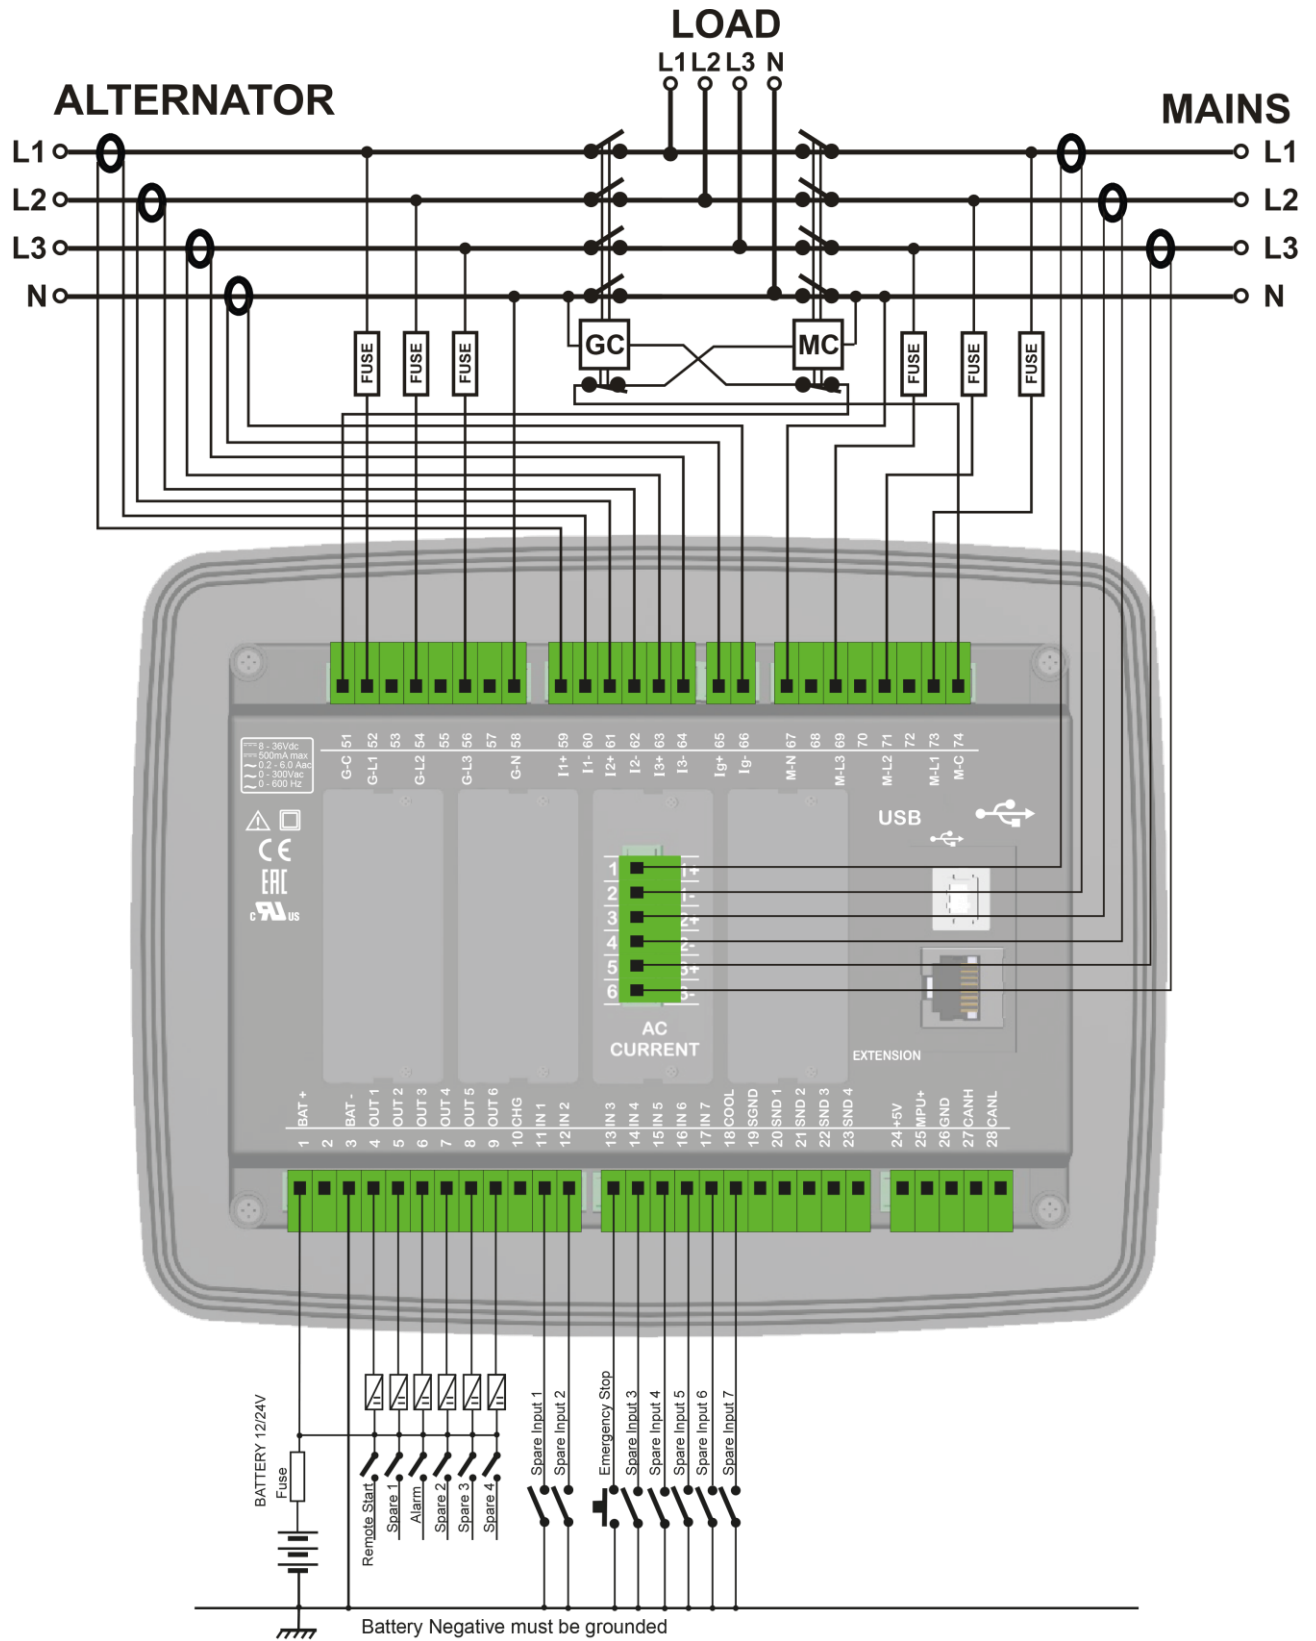 LOAD
L1 L2 L3 N
ALTERNATOR
MAINS
L1
L1
L2
L2
L3
L3
N
N
FUSE
FUSE
FUSE
GC
MC
FUSE
FUSE
FUSE
G-C 51
G-L1 52
53
G-L2 54
55
G-L3 56
57
G-N 58
I1+ 59
I1- 60
I2+ 61
I2- 62
I3+ 63
I3- 64
Ig+ 65
Ig- 66
M-N 67
68
M-L3 69
70
M-L2 71
72
M-L1 73
M-C 74
8 - 36Vdc
500mA max
0.2 - 6.0 Aac
0 - 300Vac
0 - 600 Hz
CE
EAC
C RU US
USB
1 1+
2 1-
3 2+
4 2-
5 3+
6 3-
AC
CURRENT
EXTENSION
1 BAT +
2
3 BAT -
4 OUT 1
5 OUT 2
6 OUT 3
7 OUT 4
8 OUT 5
9 OUT 6
10 CHG
11 IN 1
12 IN 2
13 IN 3
14 IN 4
15 IN 5
16 IN 6
17 IN 7
18 COOL
19 SGND
20 SND 1
21 SND 2
22 SND 3
23 SND 4
24 +5V
25 MPU+
26 GND
27 CANH
28 CANL
BATTERY 12/24V
Fuse
Remote Start
Spare 1
Alarm
Spare 2
Spare 3
Spare 4
Spare Input 1
Spare Input 2
Emergency Stop
Spare Input 3
Spare Input 4
Spare Input 5
Spare Input 6
Spare Input 7
Battery Negative must be grounded